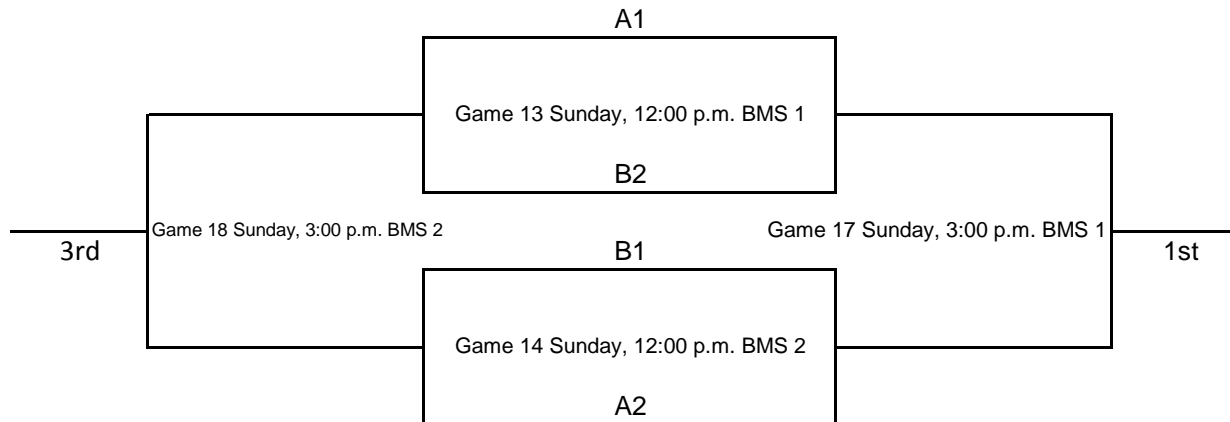 A1
Game 13 Sunday, 12:00 p.m. BMS 1
B2
Game 18 Sunday, 3:00 p.m. BMS 2
Game 17 Sunday, 3:00 p.m. BMS 1
3rd
B1
1st
Game 14 Sunday, 12:00 p.m. BMS 2
A2